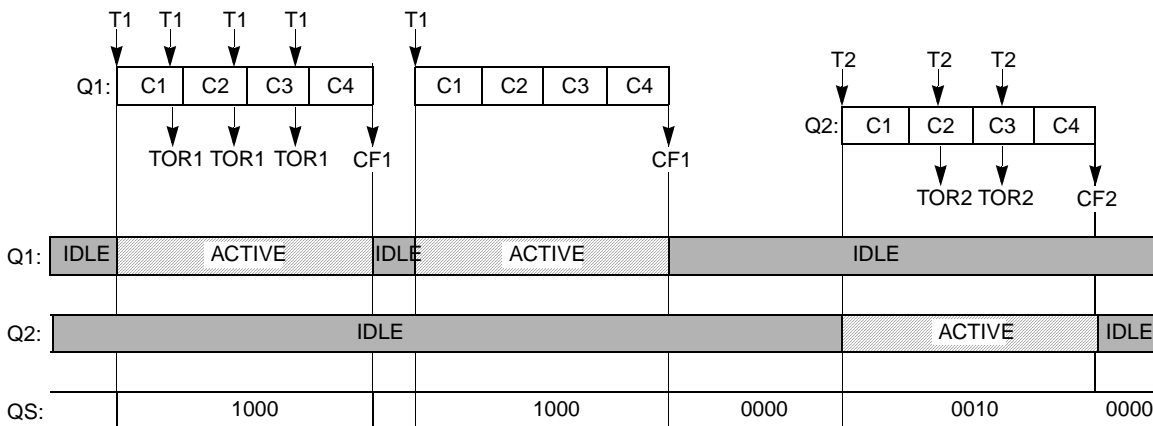 T1 T1 T1 T1 T1
T2 T2 T2
Q1: C1 C2 C3 C4 C1 C2 C3 C4
Q2: C1 C2 C3 C4
TOR1 TOR1 TOR1 CF1 CF1
TOR2 TOR2 CF2
Q1: IDLE ACTIVE IDLE ACTIVE IDLE
Q2: IDLE ACTIVE IDLE
QS: 1000 1000 0000 0010 0000